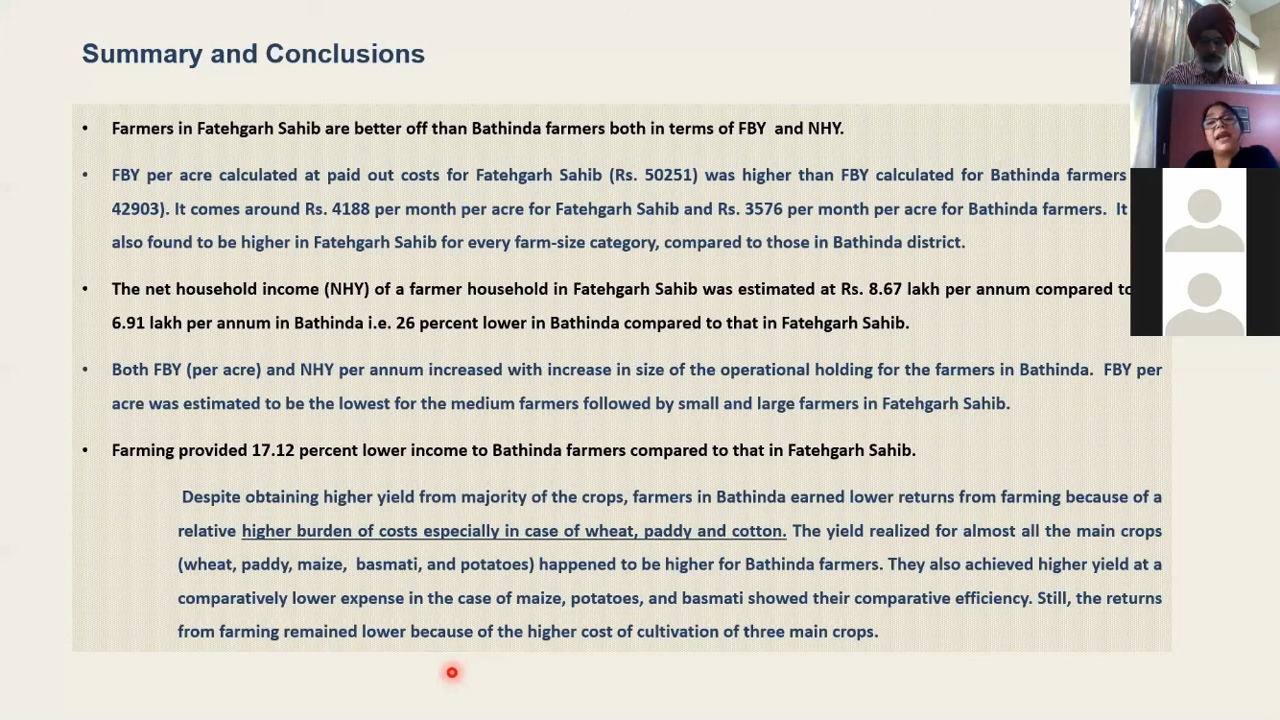 Summary and Conclusions
• Farmers in Fatehgarh Sahib are better off than Bathinda farmers both in terms of FBY and NHY.
• FBY per acre calculated at paid out costs for Fatehgarh Sahib (Rs. 50251) was higher than FBY calculated for Bathinda farmers
42903). It comes around Rs. 4188 per month per acre for Fatehgarh Sahib and Rs. 3576 per month per acre for Bathinda farmers. It
also found to be higher in Fatehgarh Sahib for every farm-size category, compared to those in Bathinda district.
• The net household income (NHY) of a farmer household in Fatehgarh Sahib was estimated at Rs. 8.67 lakh per annum compared to
6.91 lakh per annum in Bathinda i.e. 26 percent lower in Bathinda compared to that in Fatehgarh Sahib.
• Both FBY (per acre) and NHY per annum increased with increase in size of the operational holding for the farmers in Bathinda. FBY per
acre was estimated to be the lowest for the medium farmers followed by small and large farmers in Fatehgarh Sahib.
• Farming provided 17.12 percent lower income to Bathinda farmers compared to that in Fatehgarh Sahib.
Despite obtaining higher yield from majority of the crops, farmers in Bathinda earned lower returns from farming because of a
relative higher burden of costs especially in case of wheat, paddy and cotton. The yield realized for almost all the main crops
(wheat, paddy, maize, basmati, and potatoes) happened to be higher for Bathinda farmers. They also achieved higher yield at a
comparatively lower expense in the case of maize, potatoes, and basmati showed their comparative efficiency. Still, the returns
from farming remained lower because of the higher cost of cultivation of three main crops.